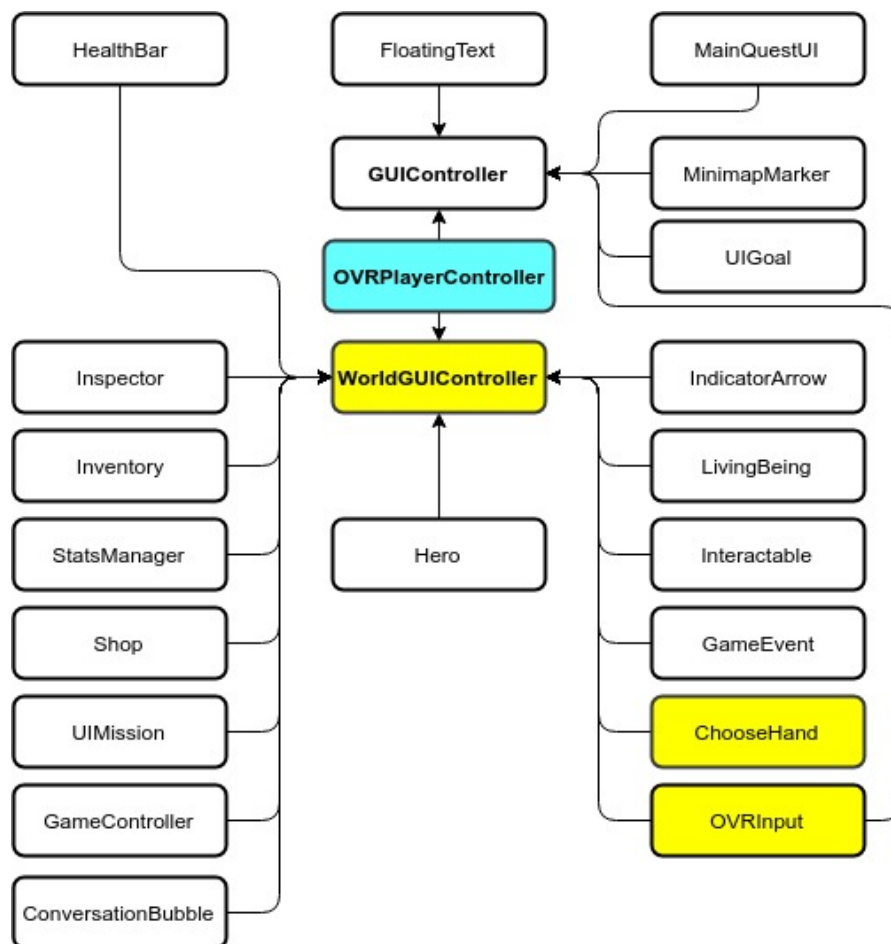 HealthBar
FloatingText
MainQuestUI
GUIController
MinimapMarker
UIGoal
OVRPlayerController
Inspector
WorldGUIController
IndicatorArrow
Inventory
LivingBeing
StatsManager
Hero
Interactable
Shop
GameEvent
UIMission
ChooseHand
GameController
OVRInput
ConversationBubble